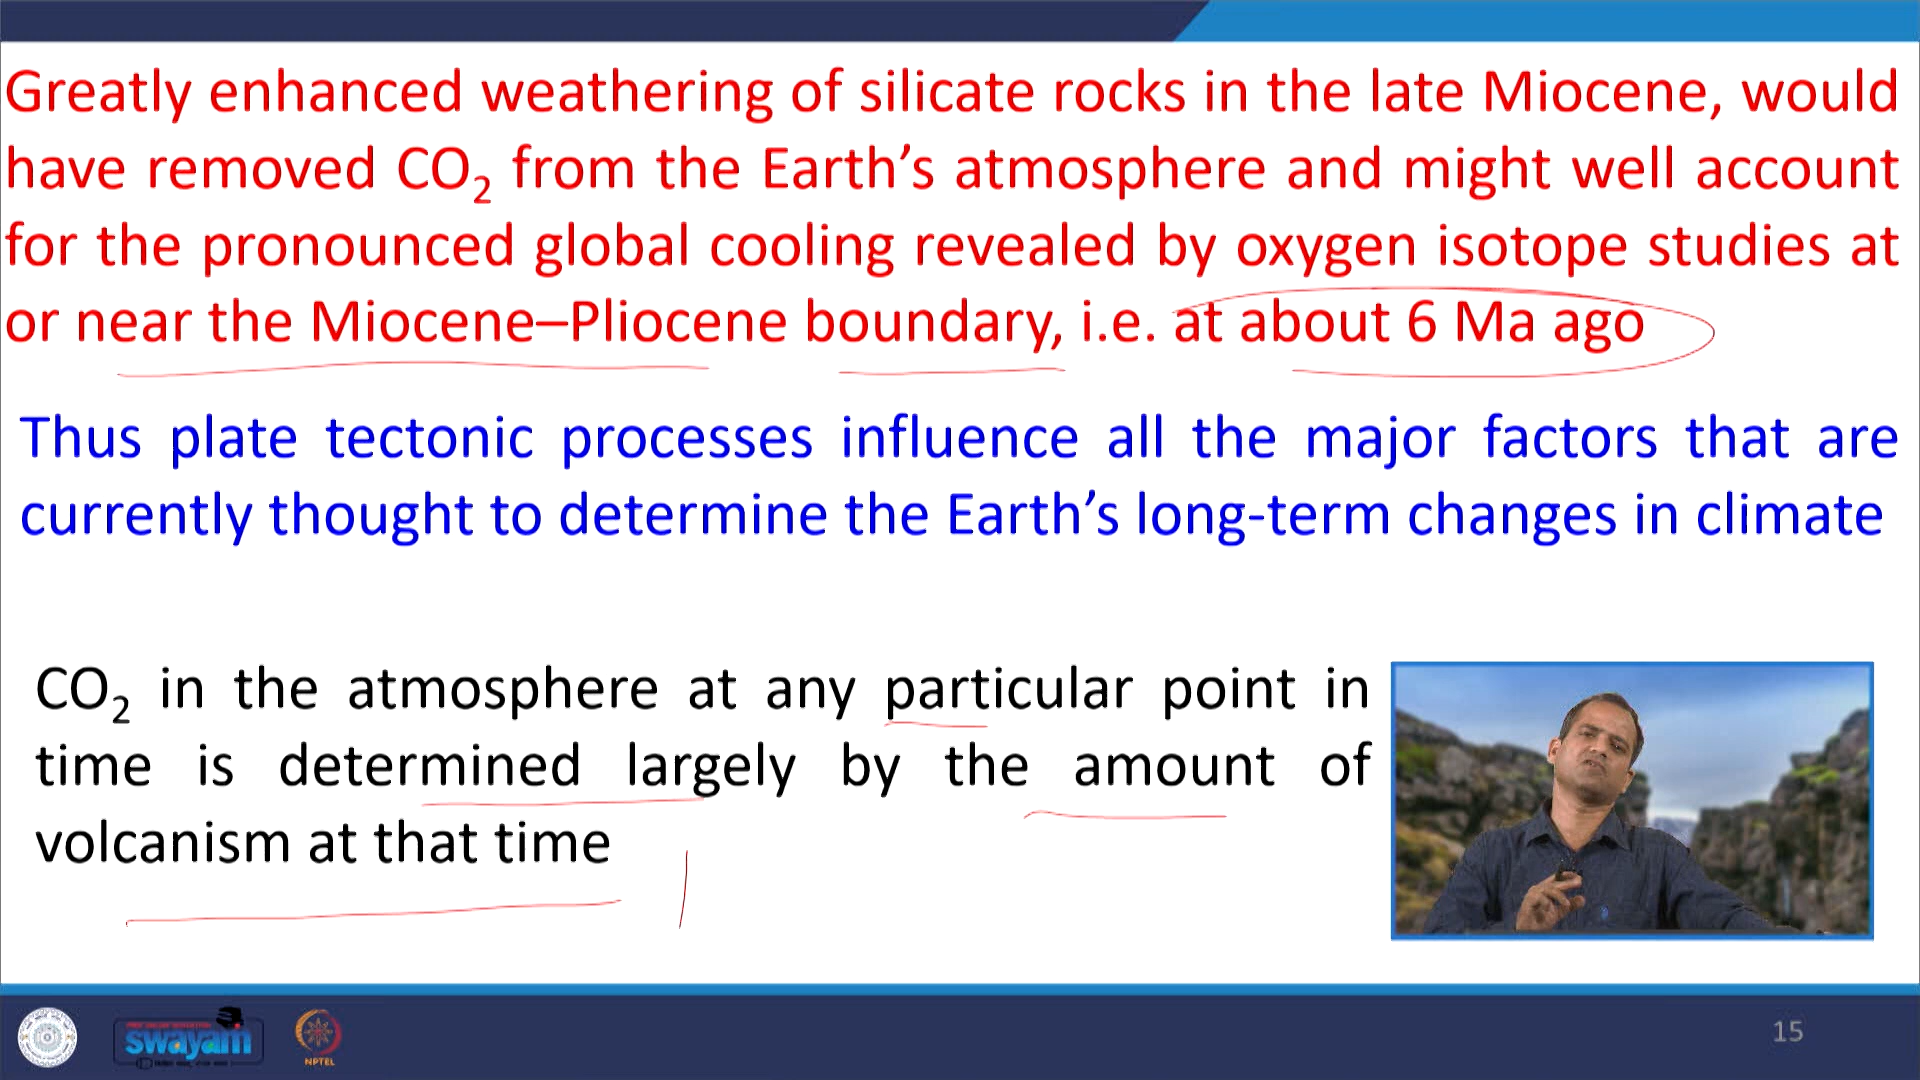 Greatly enhanced weathering of silicate rocks in the late Miocene, would
have removed CO₂ from the Earth’s atmosphere and might well account
for the pronounced global cooling revealed by oxygen isotope studies at
or near the Miocene–Pliocene boundary, i.e. at about 6 Ma ago
Thus plate tectonic processes influence all the major factors that are
currently thought to determine the Earth’s long-term changes in climate
CO₂ in the atmosphere at any particular point in
time is determined largely by the amount of
volcanism at that time
swayam
NPTEL
15